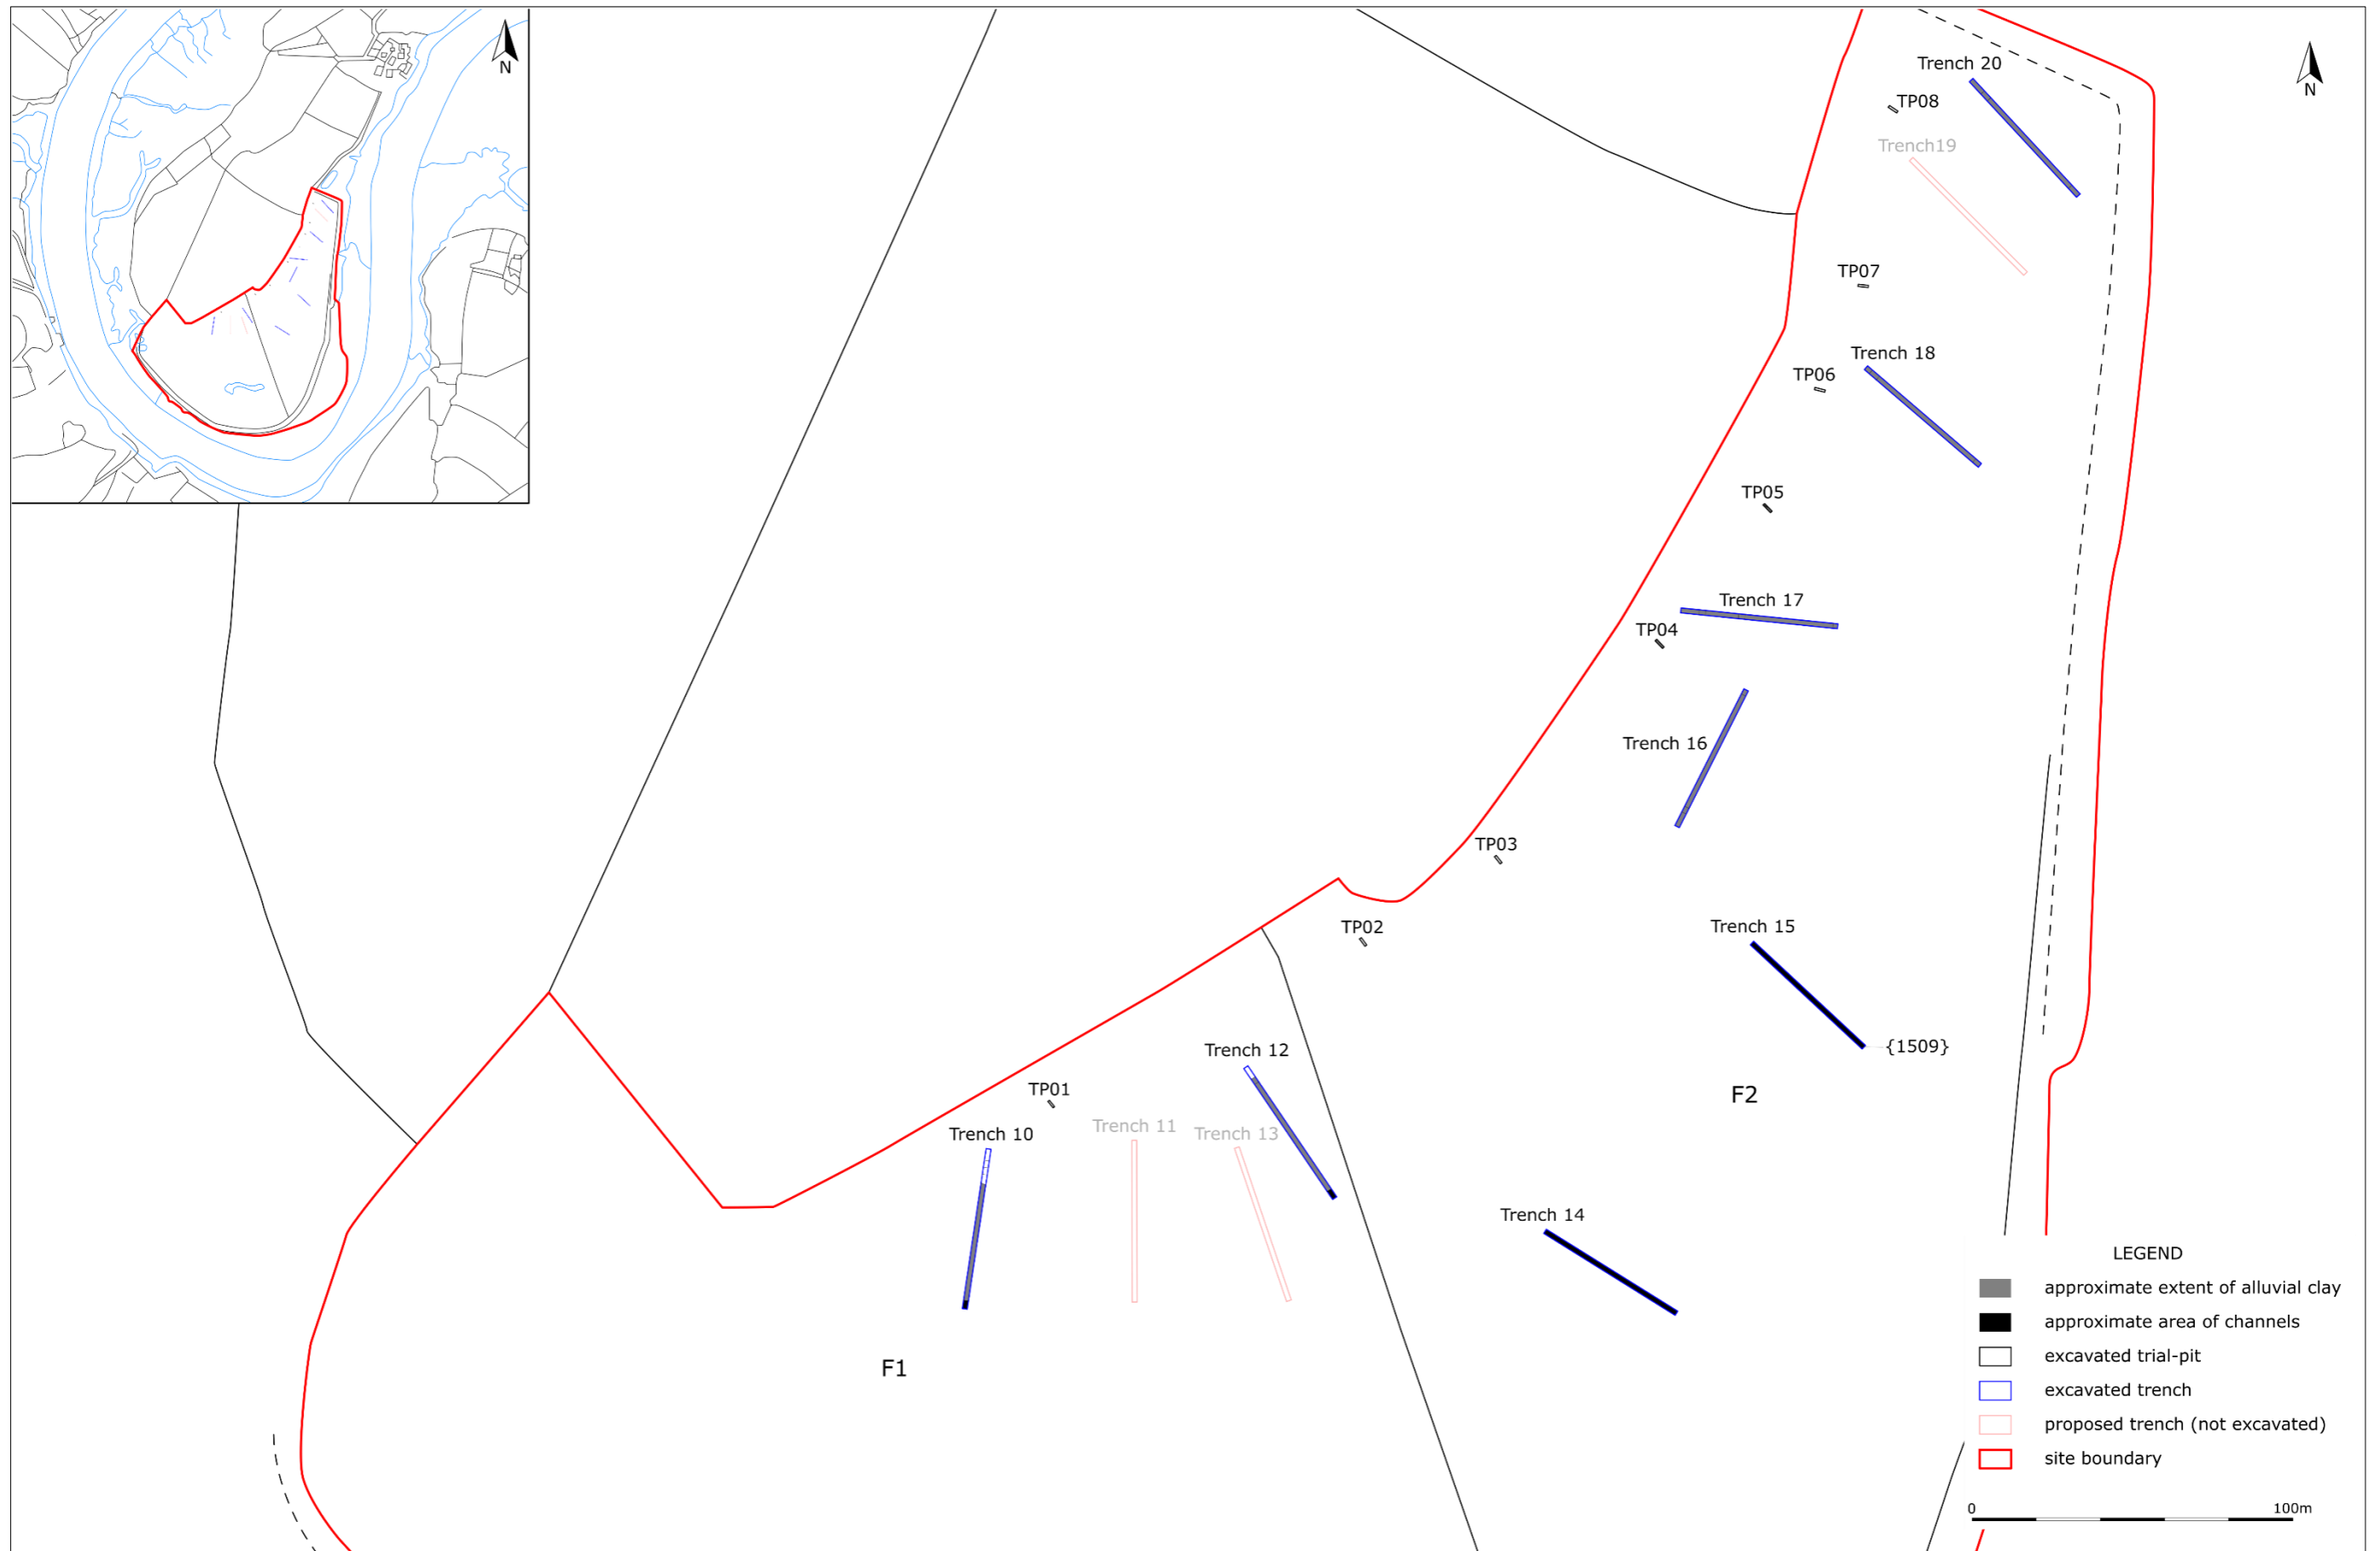 N
N
Trench 20
TP08
Trench19
TP07
Trench 18
TP06
TP05
Trench 17
TP04
Trench 16
TP03
Trench 15
TP02
{1509}
Trench 12
TP01
F2
Trench 11
Trench 10
Trench 13
Trench 14
F1
LEGEND
approximate extent of alluvial clay
approximate area of channels
excavated trial-pit
excavated trench
proposed trench (not excavated)
site boundary
0 100m